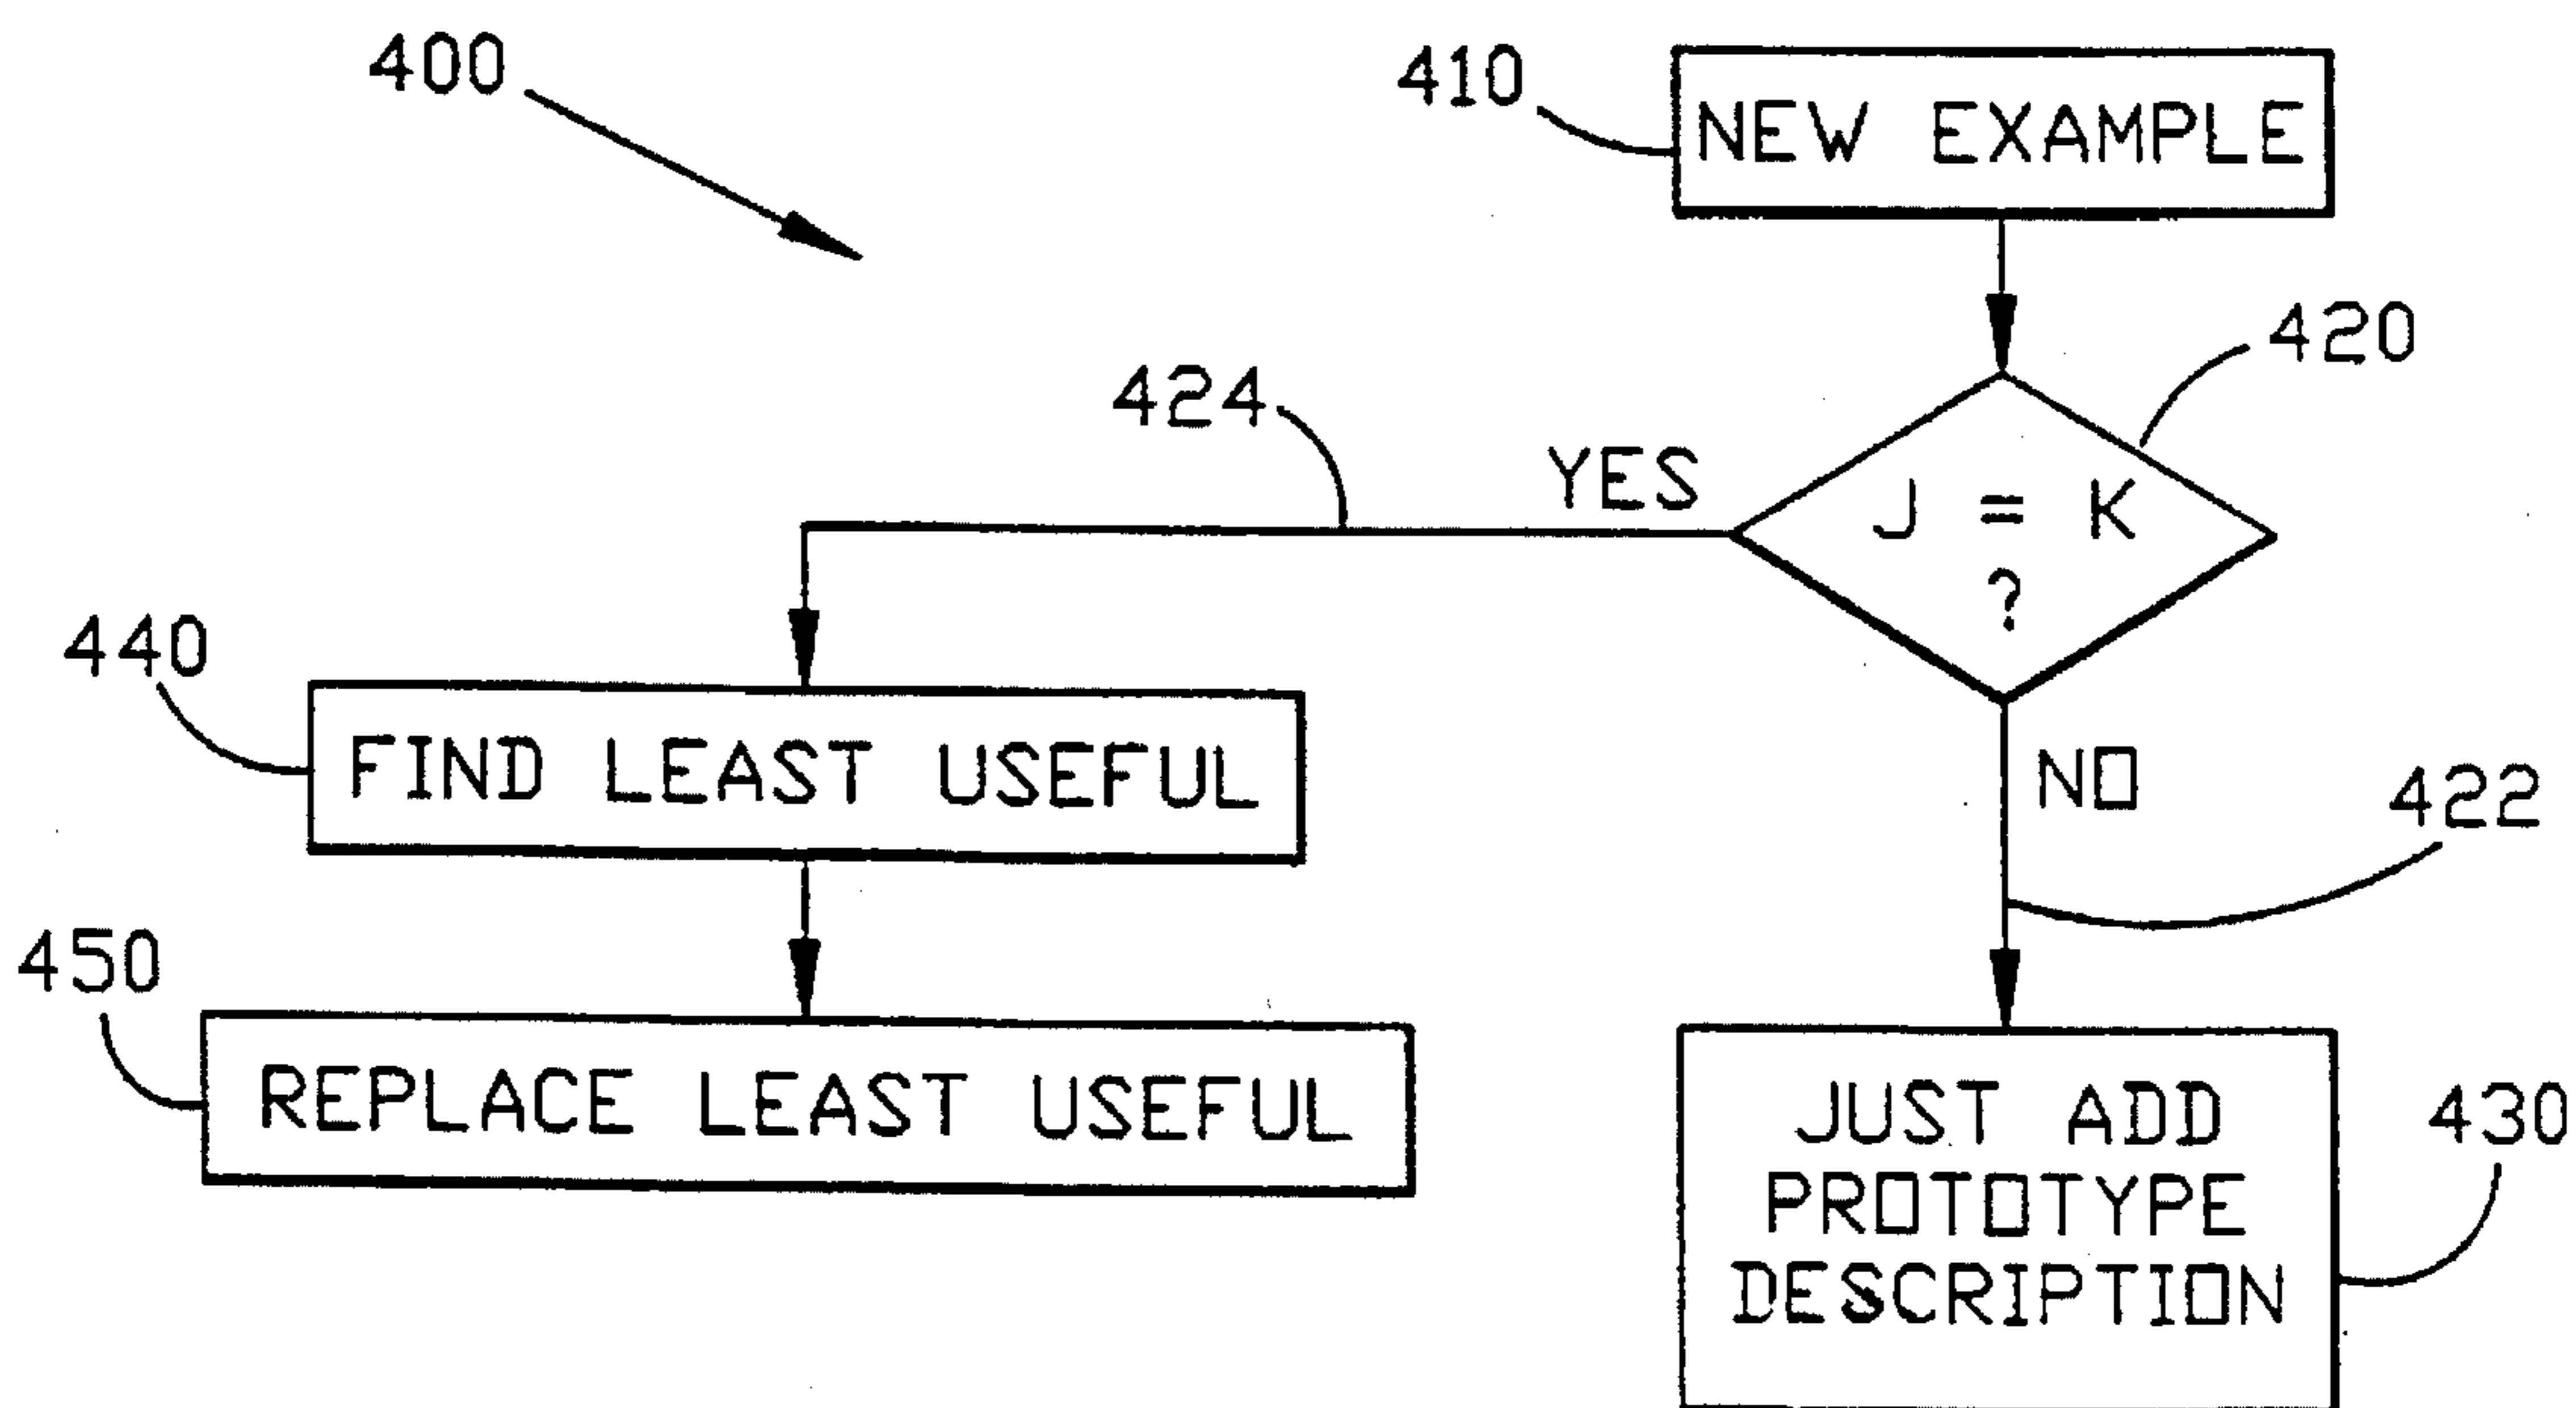 400
410
NEW EXAMPLE
420
424
YES
J = K
?
440
FIND LEAST USEFUL
NO
422
450
REPLACE LEAST USEFUL
JUST ADD
PROTOTYPE
DESCRIPTION
430